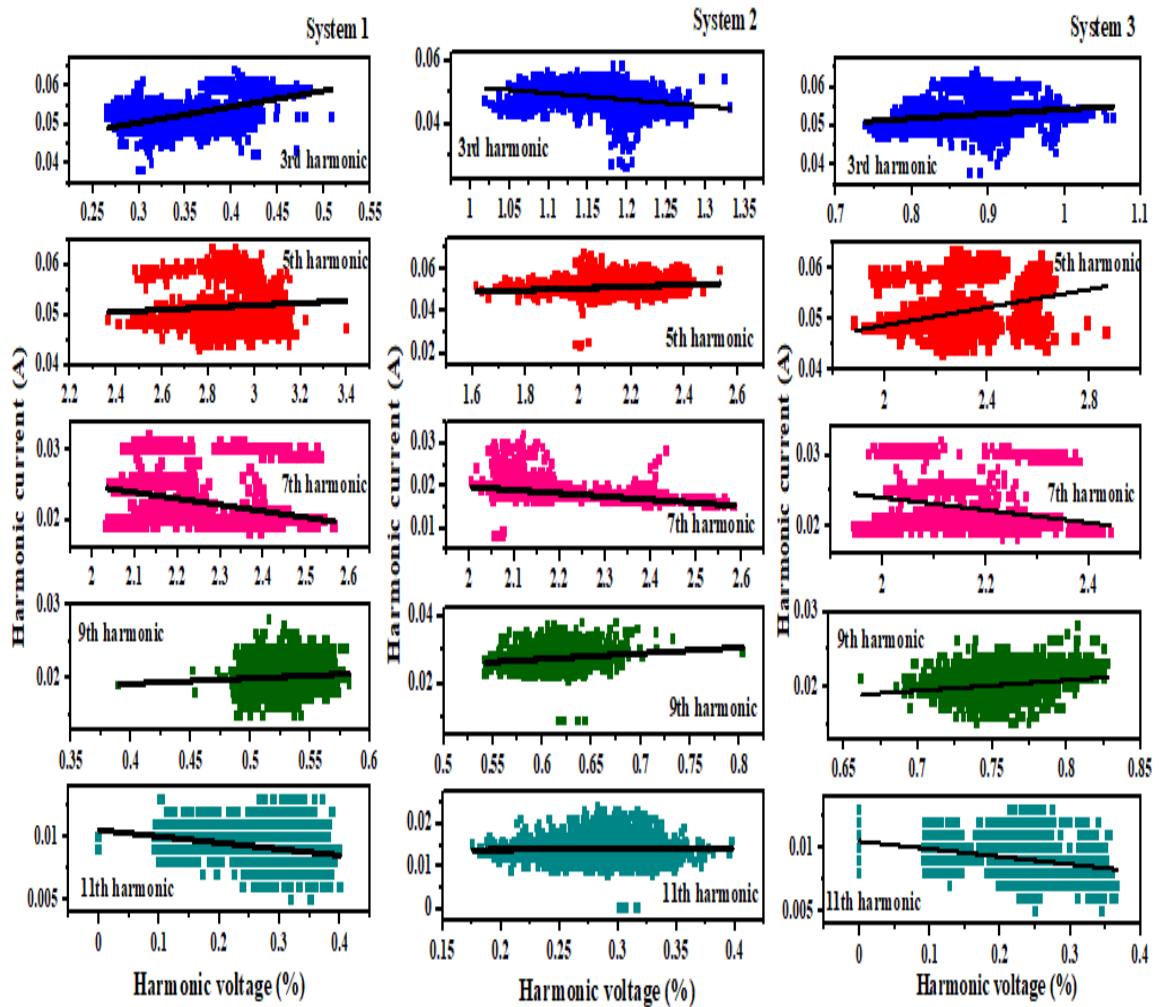 System 1
System 2
System 3
0.06
0.05
0.04
3rd harmonic
0.25 0.3 0.35 0.4 0.45 0.5 0.55
0.06
0.04
3rd harmonic
1 1.05 1.1 1.15 1.2 1.25 1.3 1.35
0.06
0.05
0.04
3rd harmonic
0.7 0.8 0.9 1 1.1
0.06
0.05
0.04
5th harmonic
2.2 2.4 2.6 2.8 3 3.2 3.4
0.06
0.04
0.02
5th harmonic
1.6 1.8 2 2.2 2.4 2.6
0.06
0.05
0.04
5th harmonic
2 2.4 2.8
Harmonic current (A)
Harmonic current (A)
Harmonic current (A)
0.03
0.02
7th harmonic
2 2.1 2.2 2.3 2.4 2.5 2.6
0.03
0.02
0.01
7th harmonic
2 2.1 2.2 2.3 2.4 2.5 2.6
0.03
0.02
7th harmonic
2 2.2 2.4
0.03
0.02
9th harmonic
0.35 0.4 0.45 0.5 0.55 0.6
0.04
0.02
9th harmonic
0.5 0.55 0.6 0.65 0.7 0.75 0.8
0.03
0.02
9th harmonic
0.65 0.7 0.75 0.8 0.85
0.01
0.005
11th harmonic
0 0.1 0.2 0.3 0.4
0.02
0.01
0
11th harmonic
0.15 0.2 0.25 0.3 0.35 0.4
0.01
0.005
11th harmonic
0 0.1 0.2 0.3 0.4
Harmonic voltage (%)
Harmonic voltage (%)
Harmonic voltage (%)